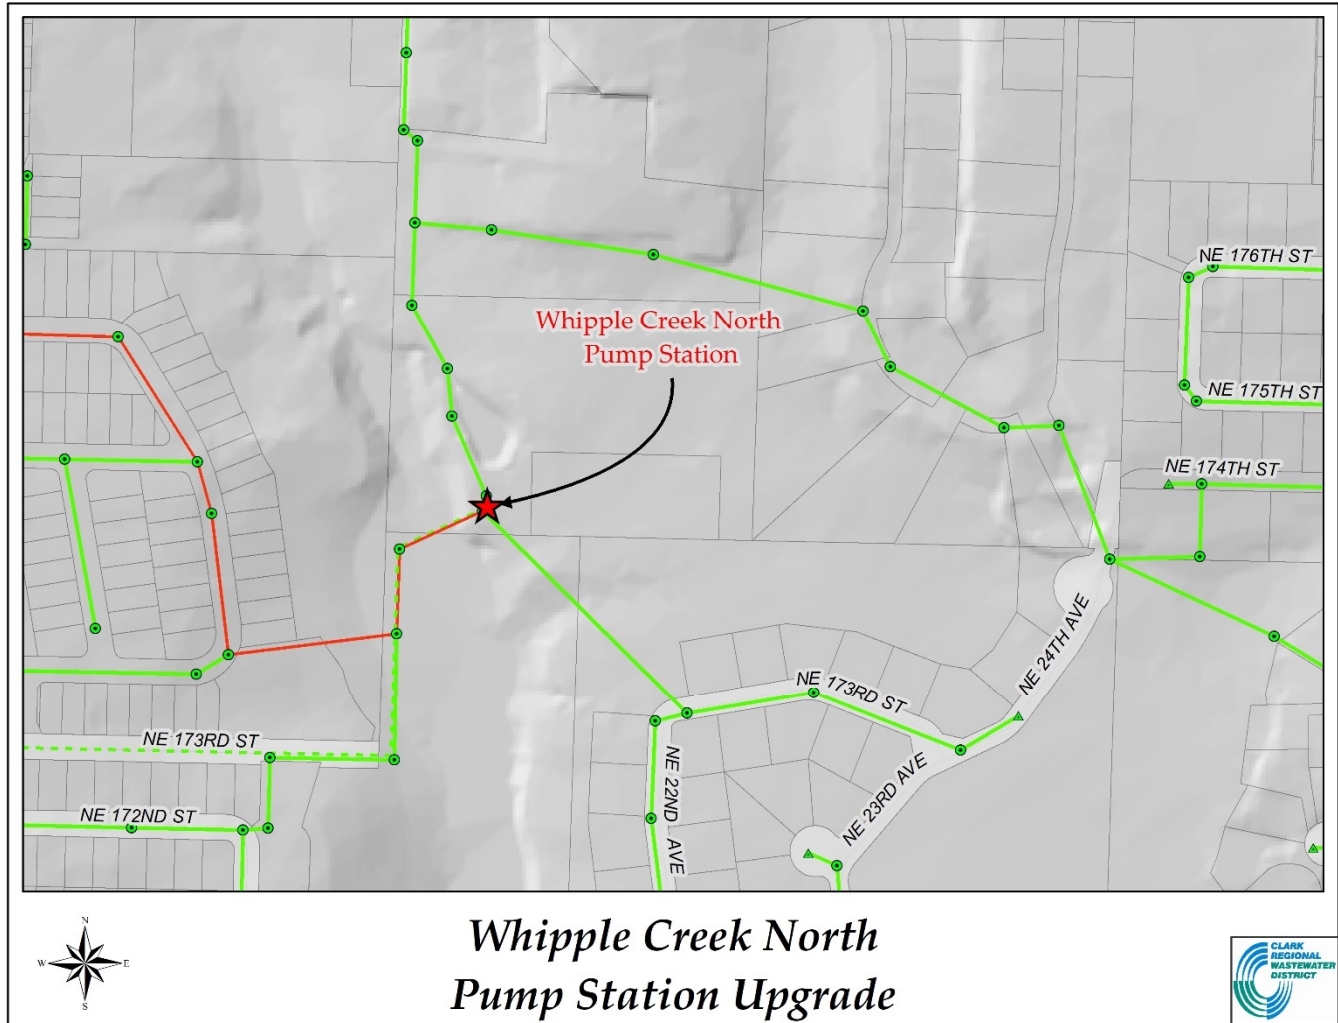 NE 176TH ST
Whipple Creek North
Pump Station
NE 175TH ST
NE 174TH ST
NE 24TH AVE
NE 173RD ST
NE 173RD ST
NE 22ND AVE
NE 23RD AVE
NE 172ND ST
N
W
E
S
Whipple Creek North
Pump Station Upgrade
CLARK
REGIONAL
WASTEWATER
DISTRICT